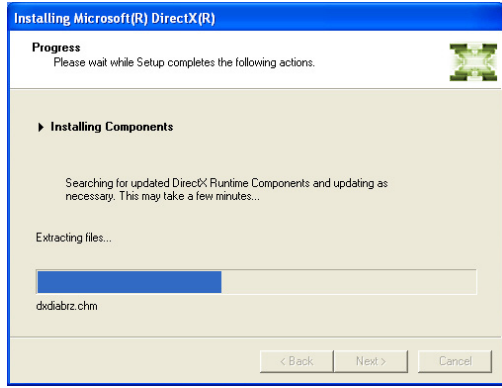 Installing Microsoft(R) DirectX(R)
Progress
Please wait while Setup completes the following actions.
Installing Components
Searching for updated DirectX Runtime Components and updating as
necessary. This may take a few minutes...
Extracting files...
dxdiabrz.chm
< Back Next > Cancel